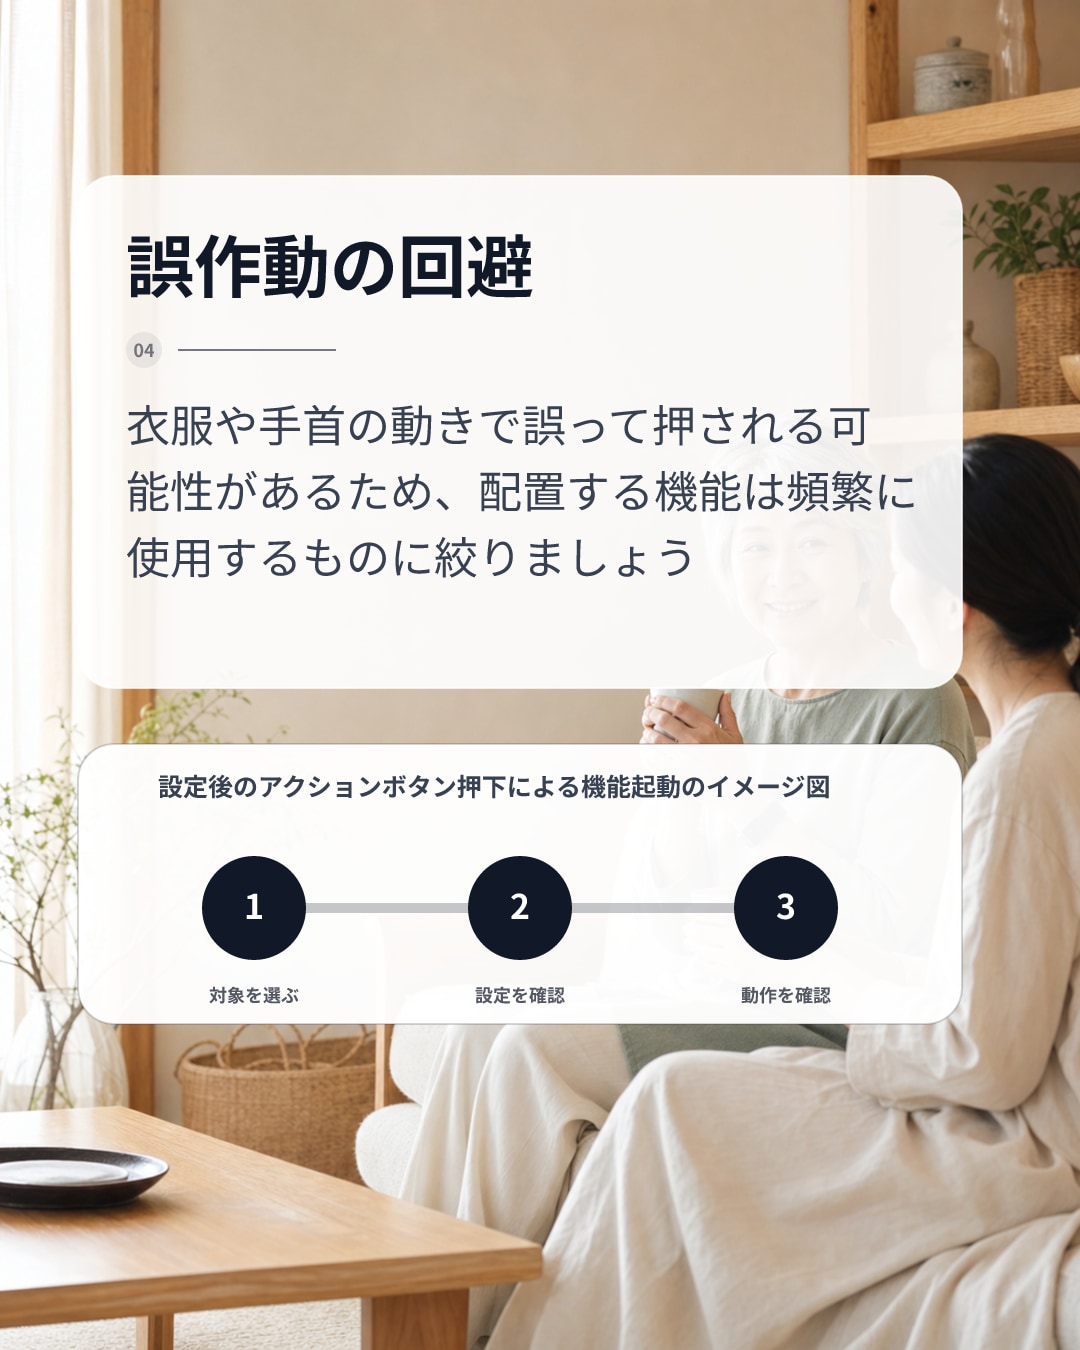 誤作動の回避
04
衣服や手首の動きで誤って押される可
能性があるため、配置する機能は頻繁に
使用するものに絞りましょう
設定後のアクションボタン押下による機能起動のイメージ図
1
2
3
対象を選ぶ
設定を確認
動作を確認